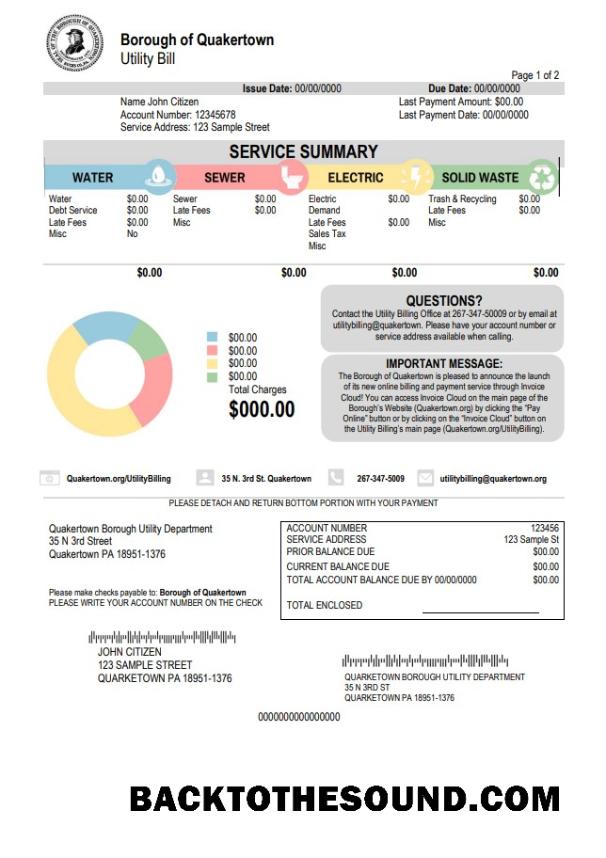 Borough of Quakertown
Utility Bill
Page 1 of 2
Issue Date: 00/00/0000 Due Date: 00/00/0000
Name John Citizen Last Payment Amount: $00.00
Account Number: 12345678 Last Payment Date: 00/00/0000
Service Address: 123 Sample Street
SERVICE SUMMARY
WATER SEWER ELECTRIC SOLID WASTE
Water $0.00 Sewer $0.00 Electric $0.00 Trash & Recycling $0.00
Debt Service $0.00 Late Fees $0.00 Demand Late Fees $0.00
Late Fees $0.00 Misc Late Fees $0.00 Misc
Misc No Sales Tax
Misc
$0.00 $0.00 $0.00 $0.00
QUESTIONS?
Contact the Utility Billing Office at 267-347-50009 or by email at
utilitybilling@quakertown. Please have your account number or
service address available when calling.
$00.00
$00.00
$00.00
$00.00
Total Charges
$000.00
IMPORTANT MESSAGE:
The Borough of Quakertown is pleased to announce the launch
of its new online billing and payment service through Invoice
Cloud! You can access Invoice Cloud on the main page of the
Borough's Website (Quakertown.org) by clicking the "Pay
Online" button or by clicking on the "Invoice Cloud" button on
the Utility Billing's main page (Quakertown.org/UtilityBilling).
Quakertown.org/UtilityBilling 35 N. 3rd St. Quakertown 267-347-5009 utilitybilling@quakertown.org
PLEASE DETACH AND RETURN BOTTOM PORTION WITH YOUR PAYMENT
Quakertown Borough Utility Department
35 N 3rd Street
Quakertown PA 18951-1376
Please make checks payable to: Borough of Quakertown
PLEASE WRITE YOUR ACCOUNT NUMBER ON THE CHECK
ACCOUNT NUMBER 123456
SERVICE ADDRESS 123 Sample St
PRIOR BALANCE DUE $00.00
CURRENT BALANCE DUE $00.00
TOTAL ACCOUNT BALANCE DUE BY 00/00/0000 $00.00
TOTAL ENCLOSED
JOHN CITIZEN
123 SAMPLE STREET
QUARKETOWN PA 18951-1376
QUARKETOWN BOROUGH UTILITY DEPARTMENT
35 N 3RD ST
QUARKETOWN PA 18951-1376
0000000000000000
BACKTOTHESOUND.COM